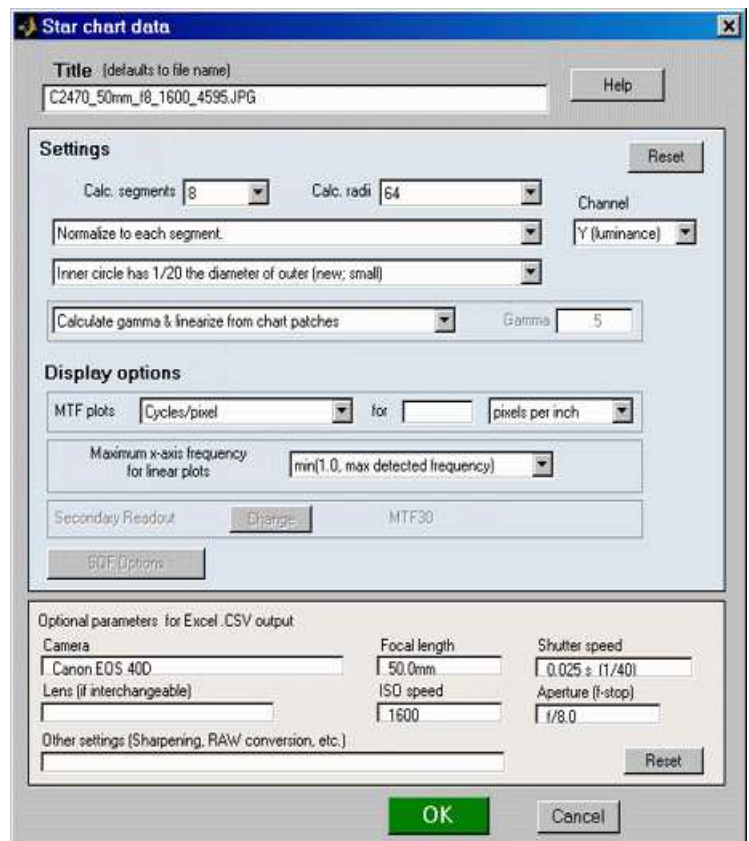 Star chart data
Title (defaults to file name)
Help
C2470_50mm_f8_1600_4595.JPG
Settings
Reset
Calc. segments 8 Calc. radii 64
Channel
Normalize to each segment. Y (luminance)
Inner circle has 1/20 the diameter of outer (new; small)
Calculate gamma & linearize from chart patches Gamma .5
Display options
MTF plots Cycles/pixel for pixels per inch
Maximum x-axis frequency
for linear plots
min(1.0, max detected frequency)
Secondary Readout Change MTF30
SQF Options
Optional parameters for Excel .CSV output
Camera Focal length Shutter speed
Canon EOS 40D 50.0mm 0.025 s (1/40)
Lens (if interchangeable) ISO speed Aperture (f-stop)
1600 f/8.0
Other settings (Sharpening, RAW conversion, etc.)
Reset
OK Cancel